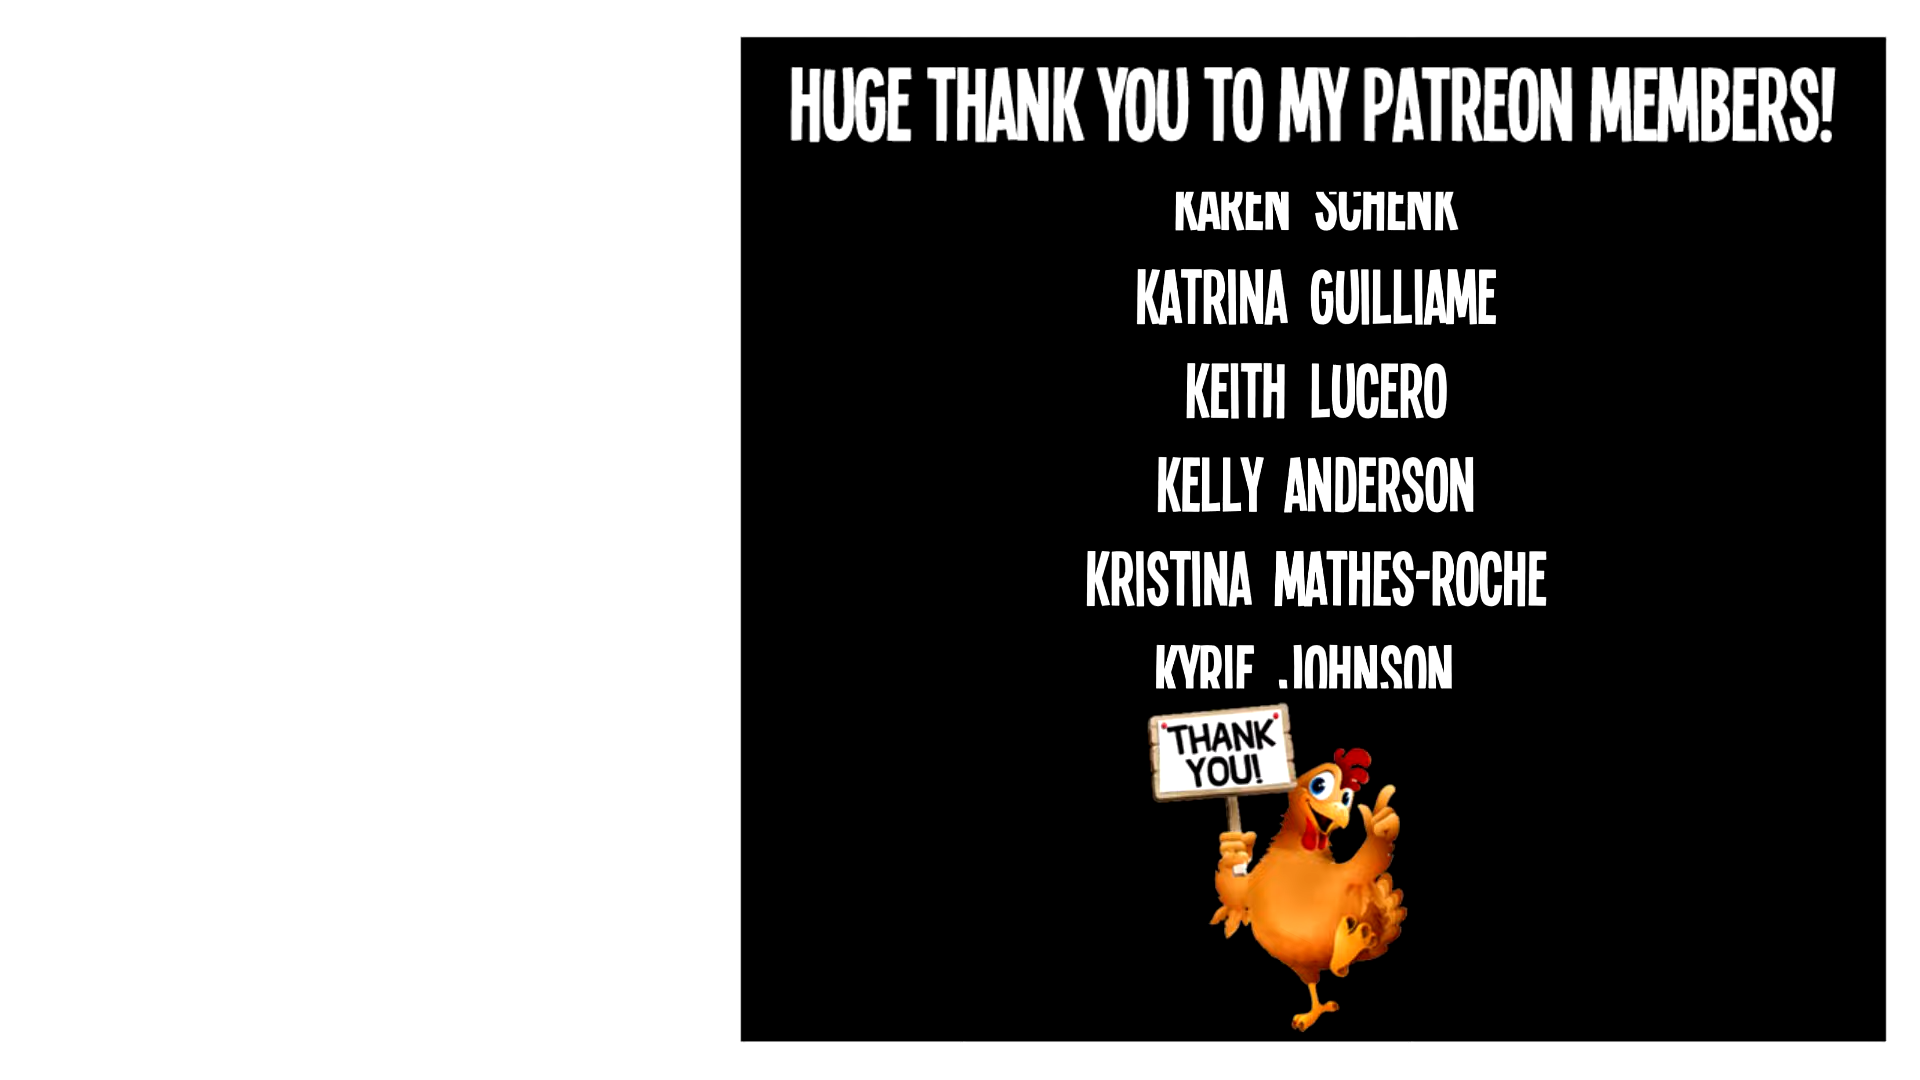 HUGE THANK YOU TO MY PATREON MEMBERS!
KAREN SCHENK
KATRINA GUILLIAME
KEITH LUCERO
KELLY ANDERSON
KRISTINA MATHES-ROCHE
KYRIE JOHNSON
THANK
YOU!